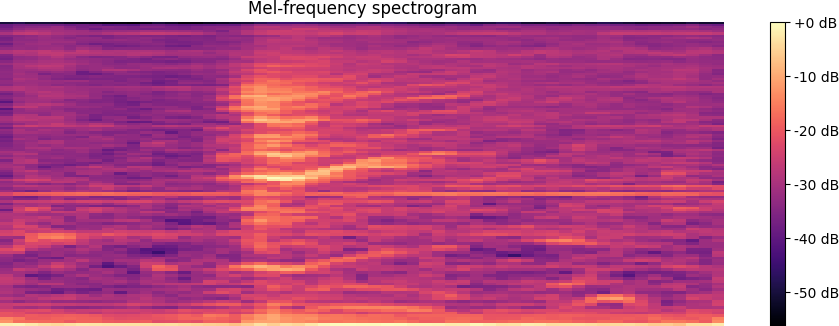 Mel-frequency spectrogram
+0 dB
-10 dB
-20 dB
-30 dB
-40 dB
-50 dB